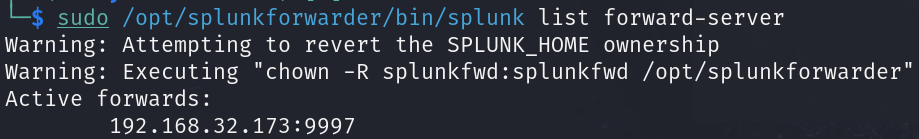 └─$ sudo /opt/splunkforwarder/bin/splunk list forward-server
Warning: Attempting to revert the SPLUNK_HOME ownership
Warning: Executing "chown -R splunkfwd:splunkfwd /opt/splunkforwarder"
Active forwards:
        192.168.32.173:9997